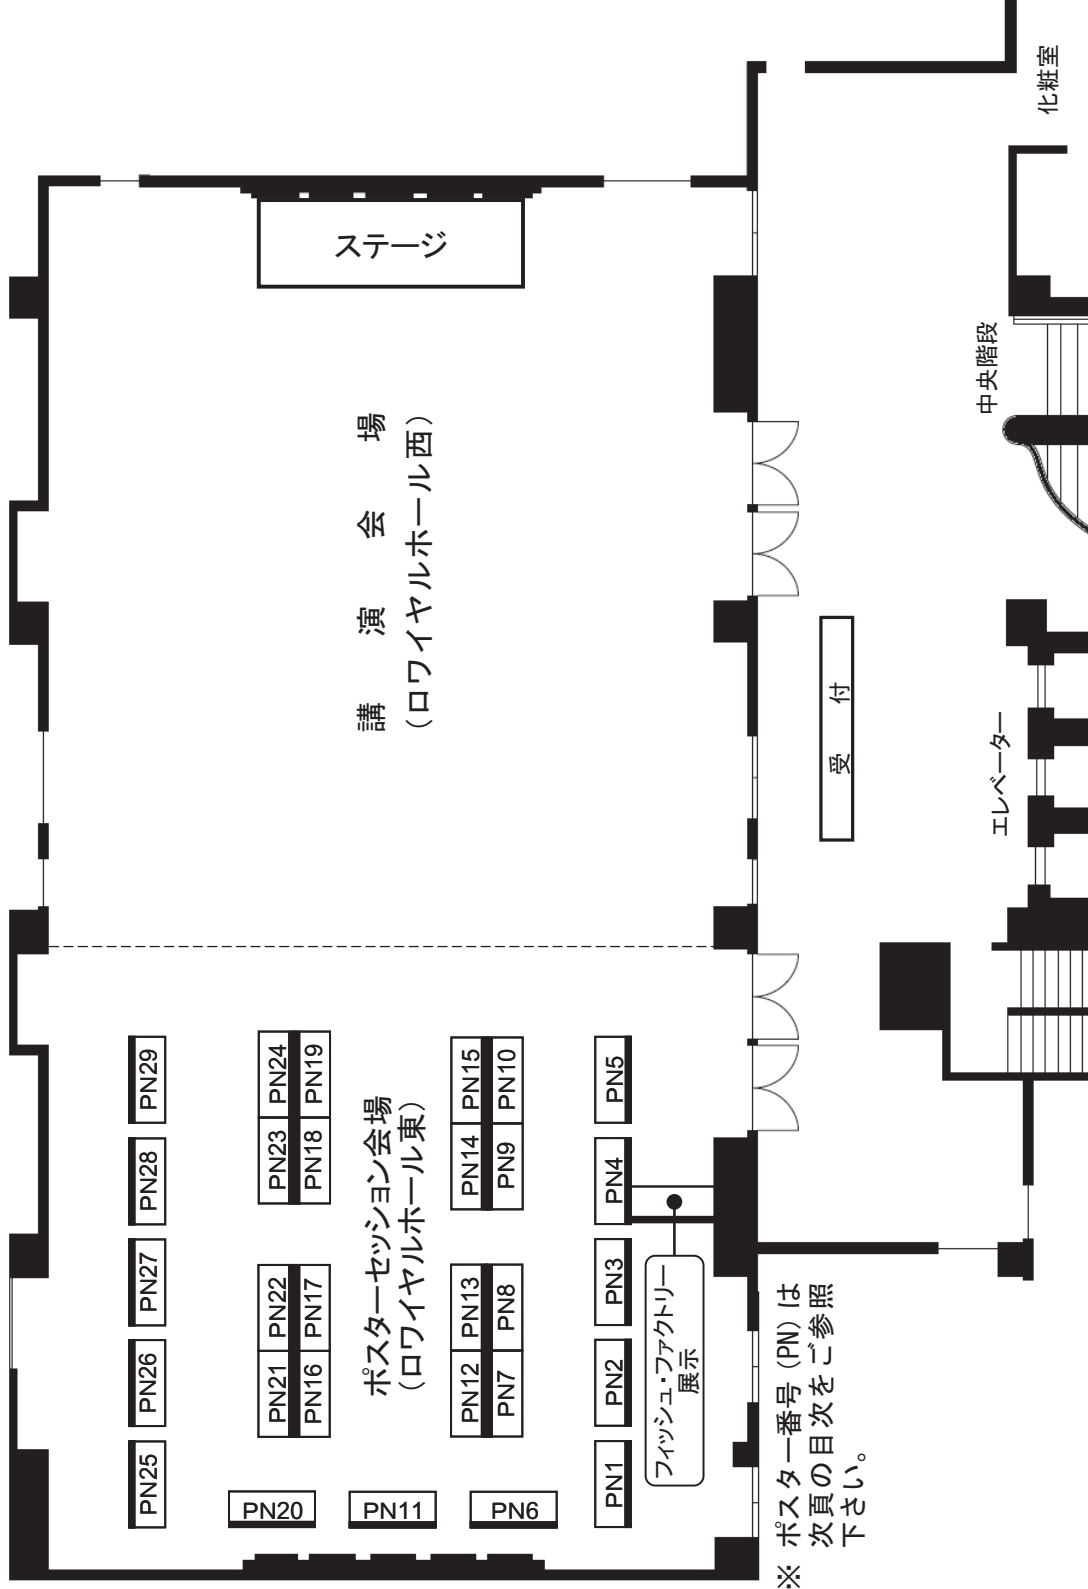 化粧室
ステージ
中央階段
講演会場
(ロワイヤルホール西)
受付
エレベーター
ポスターセッション会場
(ロワイヤルホール東)
PN29
PN28
PN27
PN26
PN25
PN24
PN19
PN23
PN18
PN22
PN17
PN21
PN16
PN15
PN10
PN14
PN9
PN13
PN8
PN12
PN7
PN5
PN4
PN3
PN2
PN1
PN20
PN11
PN6
フィッシュ・ファクトリー
展示
※ ポスター番号(PN)は
次頁の目次をご参照
下さい。